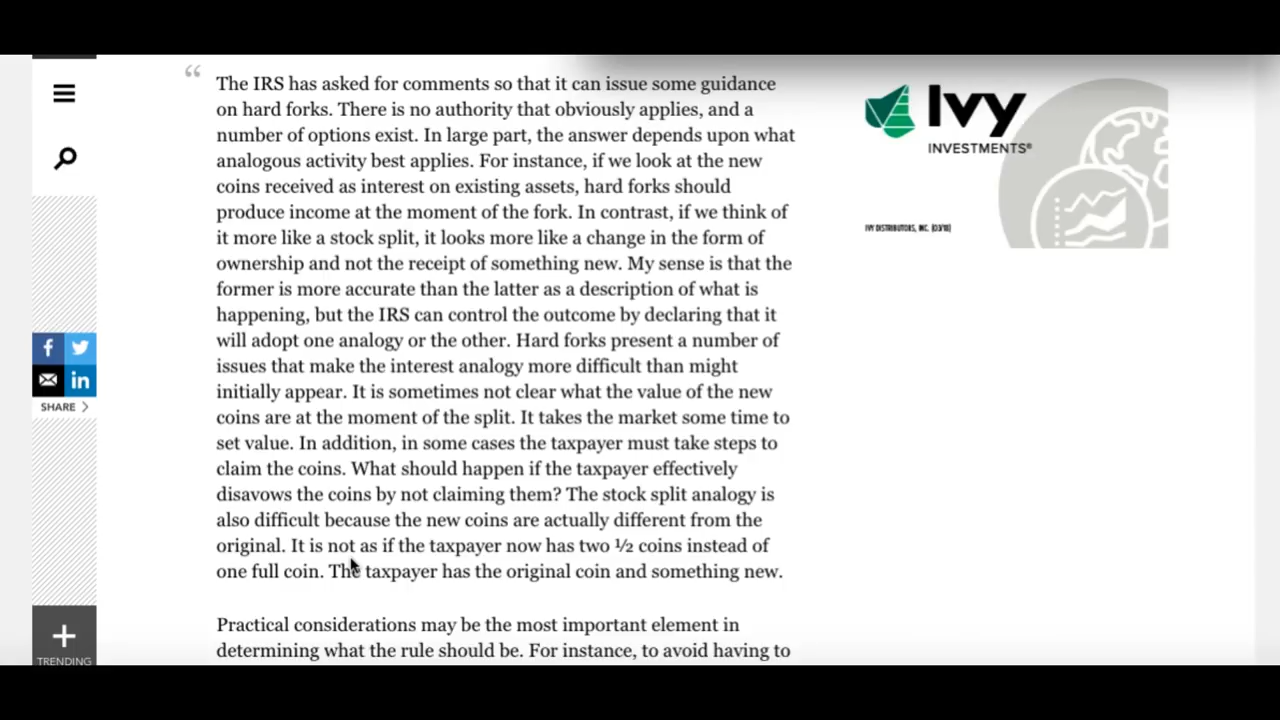 “
The IRS has asked for comments so that it can issue some guidance
on hard forks. There is no authority that obviously applies, and a
number of options exist. In large part, the answer depends upon what
analogous activity best applies. For instance, if we look at the new
coins received as interest on existing assets, hard forks should
produce income at the moment of the fork. In contrast, if we think of
it more like a stock split, it looks more like a change in the form of
ownership and not the receipt of something new. My sense is that the
former is more accurate than the latter as a description of what is
happening, but the IRS can control the outcome by declaring that it
will adopt one analogy or the other. Hard forks present a number of
issues that make the interest analogy more difficult than might
initially appear. It is sometimes not clear what the value of the new
coins are at the moment of the split. It takes the market some time to
set value. In addition, in some cases the taxpayer must take steps to
claim the coins. What should happen if the taxpayer effectively
disavows the coins by not claiming them? The stock split analogy is
also difficult because the new coins are actually different from the
original. It is not as if the taxpayer now has two ½ coins instead of
one full coin. The taxpayer has the original coin and something new.
Practical considerations may be the most important element in
determining what the rule should be. For instance, to avoid having to
Ivy
INVESTMENTS®
IVY DISTRIBUTORS, INC. (03/18)
f
in
SHARE >
+
TRENDING